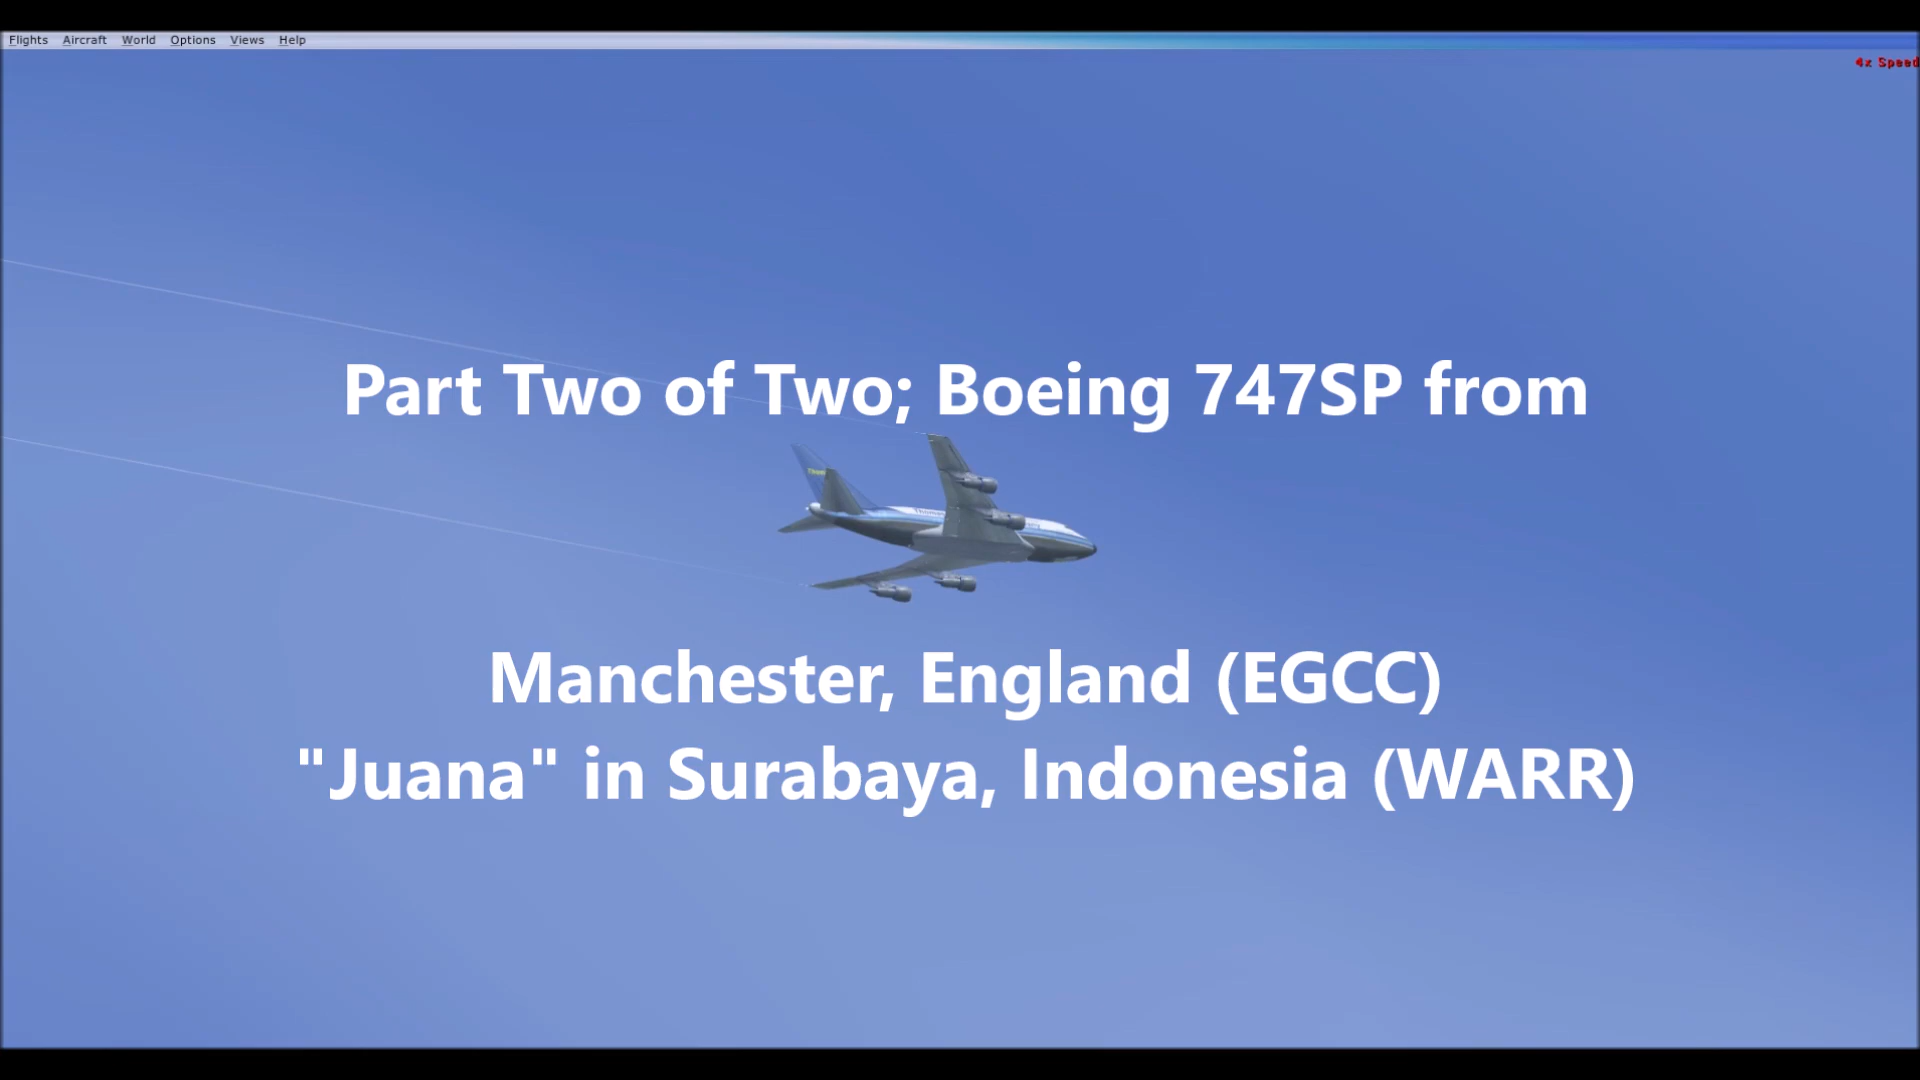 Flights Aircraft World Options Views Help
4x Speed
Part Two of Two; Boeing 747SP from
Manchester, England (EGCC)
"Juana" in Surabaya, Indonesia (WARR)